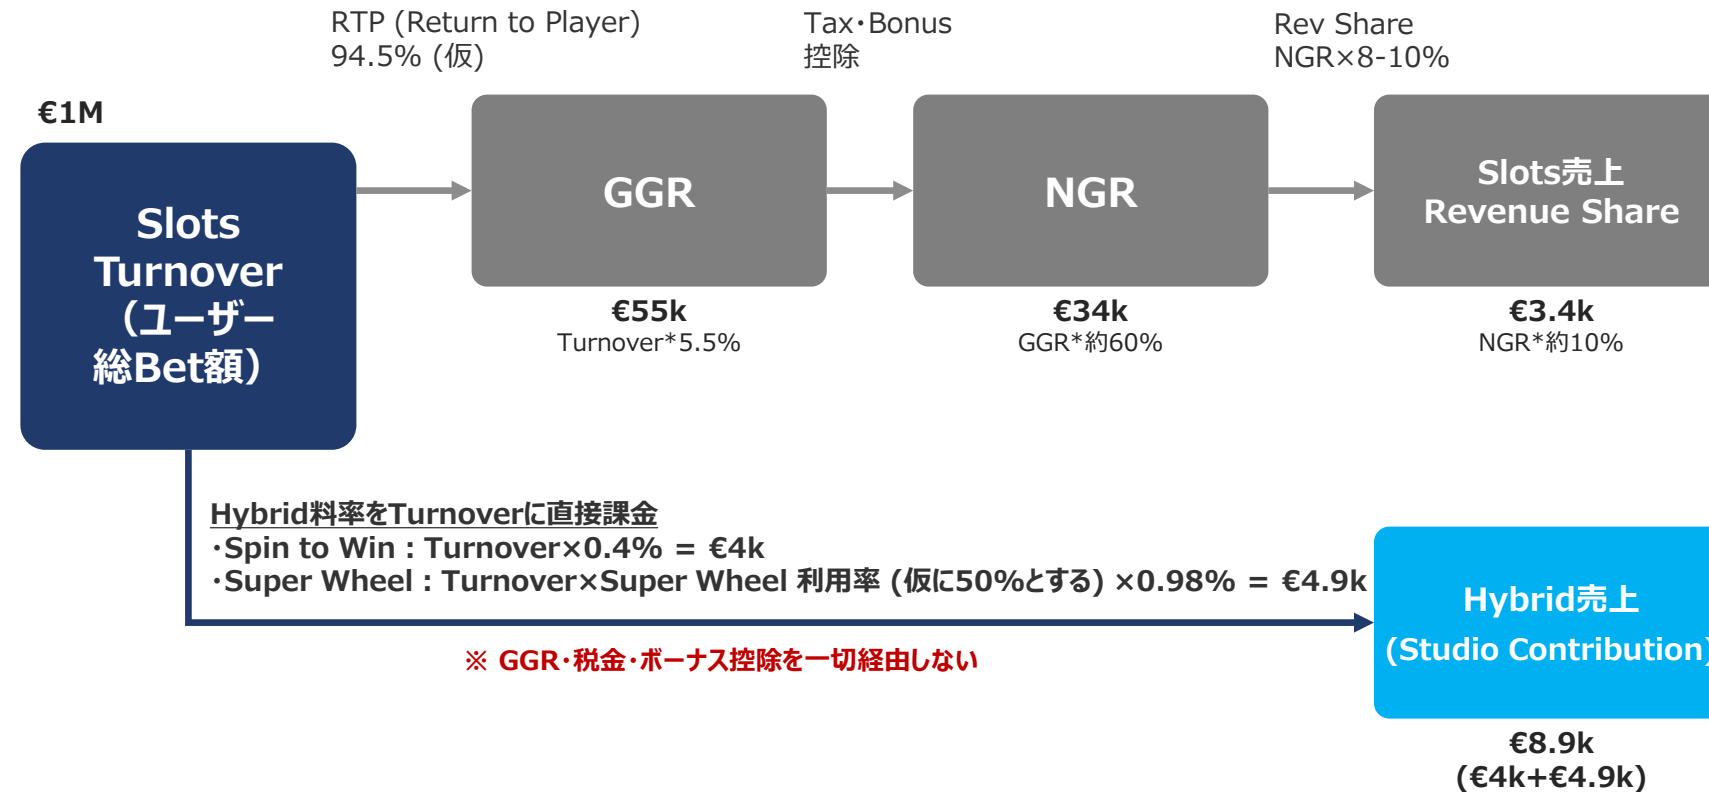 RTP (Return to Player)
94.5% (仮)
Tax・Bonus
控除
Rev Share
NGR×8-10%
€1M
Slots
Turnover
（ユーザー
総Bet額）
GGR
NGR
Slots売上
Revenue Share
€55k
Turnover*5.5%
€34k
GGR*約60%
€3.4k
NGR*約10%
Hybrid料率をTurnoverに直接課金
・Spin to Win : Turnover×0.4% = €4k
・Super Wheel : Turnover×Super Wheel 利用率 (仮に50%とする) ×0.98% = €4.9k
※ GGR・税金・ボーナス控除を一切経由しない
Hybrid売上
(Studio Contribution)
€8.9k
(€4k+€4.9k)